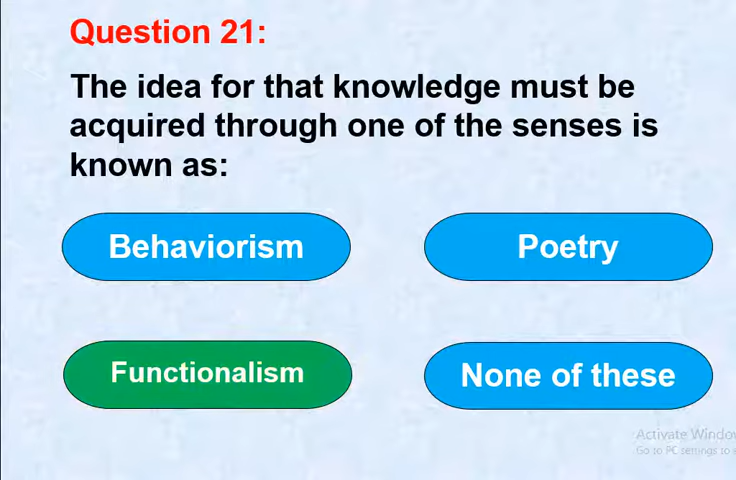 Question 21:
The idea for that knowledge must be
acquired through one of the senses is
known as:
Behaviorism
Poetry
Functionalism
None of these
Activate Window
Go to PC settings to